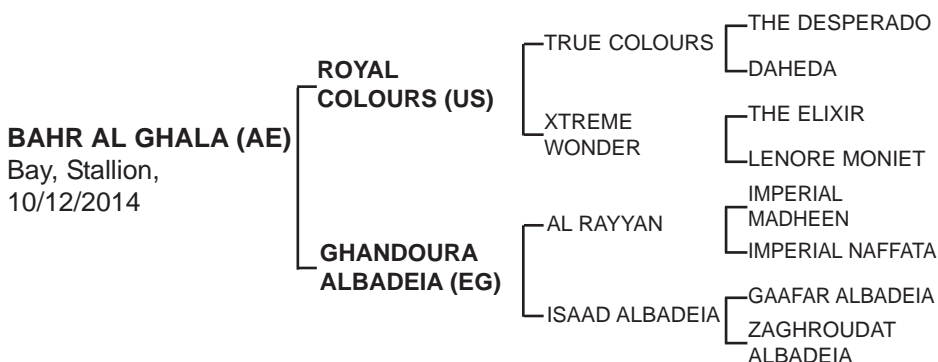 BAHR AL GHALA (AE)
Bay, Stallion,
10/12/2014
ROYAL
COLOURS (US)
GHANDOURA
ALBADEIA (EG)
TRUE COLOURS
XTREME
WONDER
AL RAYYAN
ISAAD ALBADEIA
THE DESPERADO
DAHEDA
THE ELIXIR
LENORE MONIET
IMPERIAL
MADHEEN
IMPERIAL NAFFATA
GAAFAR ALBADEIA
ZAGHROUDAT
ALBADEIA